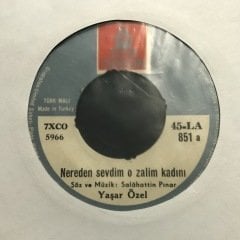 Made in Turkey
TÜRK MALI
7XCO
5966
45-LA
851 a
Nereden sevdim o zalim kadını
Söz ve Müzik: Salâhattin Pınar
Yaşar Özel